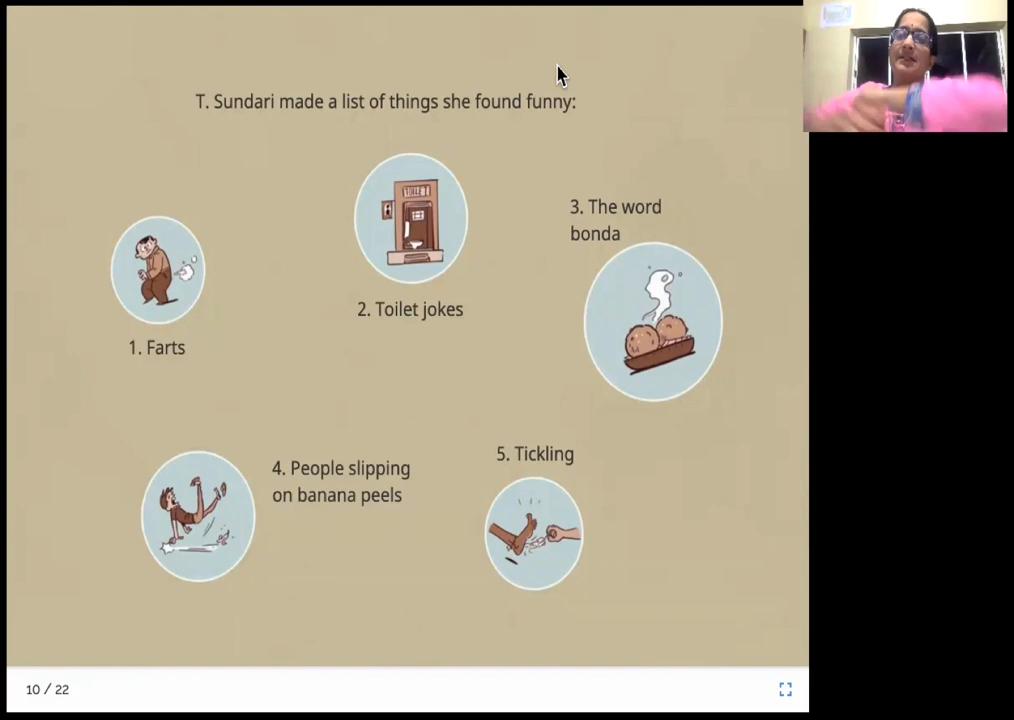 T. Sundari made a list of things she found funny:
TOILET
3. The word
bonda
2. Toilet jokes
1. Farts
5. Tickling
4. People slipping
on banana peels
10 / 22